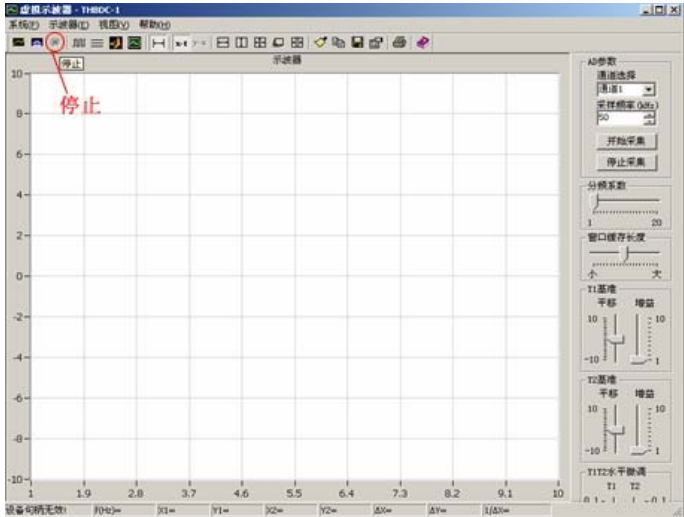 虚拟示波器 - THBDC-1
系统(F) 示波器(E) 视图(V) 帮助(H)
停止
停止
示波器
10
8
6
4
2
0
-2
-4
-6
-8
-10
1 1.9 2.8 3.7 4.6 5.5 6.4 7.3 8.2 9.1 10
AD参数
通道选择
通道1
采样频率(kHz)
50
开始采集
停止采集
分频系数
1 20
窗口缓存长度
小 大
T1基准
平移 增益
10 10
-10 1
T2基准
平移 增益
10 10
-10 1
T1T2水平微调
T1 T2
设备句柄无效! F(Hz)= X1= Y1= X2= Y2= ΔX= ΔY= 1/ΔX=